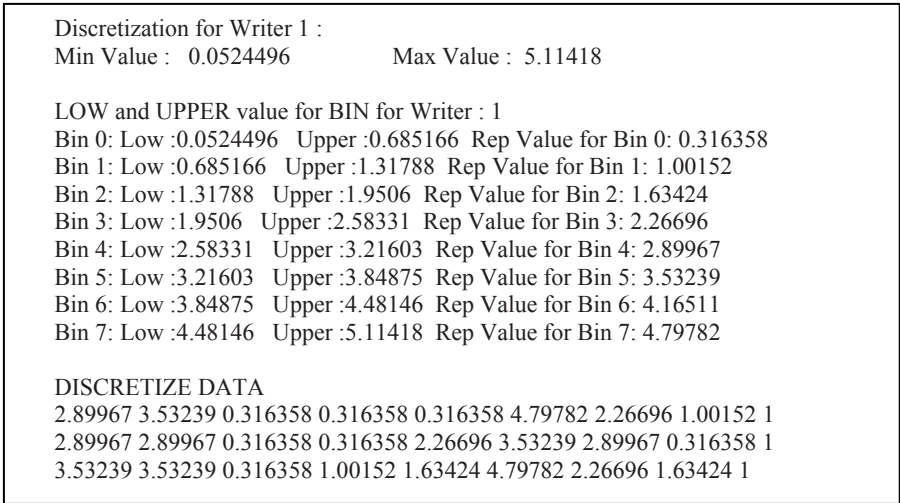 Discretization for Writer 1 :
Min Value : 0.0524496 Max Value : 5.11418
LOW and UPPER value for BIN for Writer : 1
Bin 0: Low :0.0524496 Upper :0.685166 Rep Value for Bin 0: 0.316358
Bin 1: Low :0.685166 Upper :1.31788 Rep Value for Bin 1: 1.00152
Bin 2: Low :1.31788 Upper :1.9506 Rep Value for Bin 2: 1.63424
Bin 3: Low :1.9506 Upper :2.58331 Rep Value for Bin 3: 2.26696
Bin 4: Low :2.58331 Upper :3.21603 Rep Value for Bin 4: 2.89967
Bin 5: Low :3.21603 Upper :3.84875 Rep Value for Bin 5: 3.53239
Bin 6: Low :3.84875 Upper :4.48146 Rep Value for Bin 6: 4.16511
Bin 7: Low :4.48146 Upper :5.11418 Rep Value for Bin 7: 4.79782
DISCRETIZE DATA
2.89967 3.53239 0.316358 0.316358 0.316358 4.79782 2.26696 1.00152 1
2.89967 2.89967 0.316358 0.316358 2.26696 3.53239 2.89967 0.316358 1
3.53239 3.53239 0.316358 1.00152 1.63424 4.79782 2.26696 1.63424 1